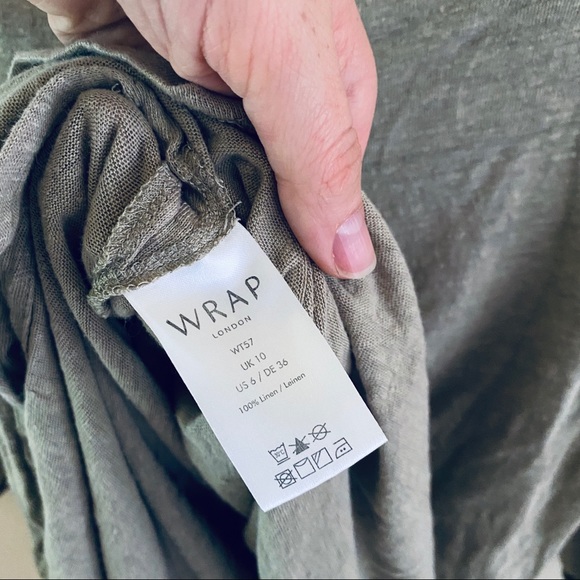 WRAP
LONDON
WT57
UK 10
US 6 / DE 36
100% Linen / Leinen